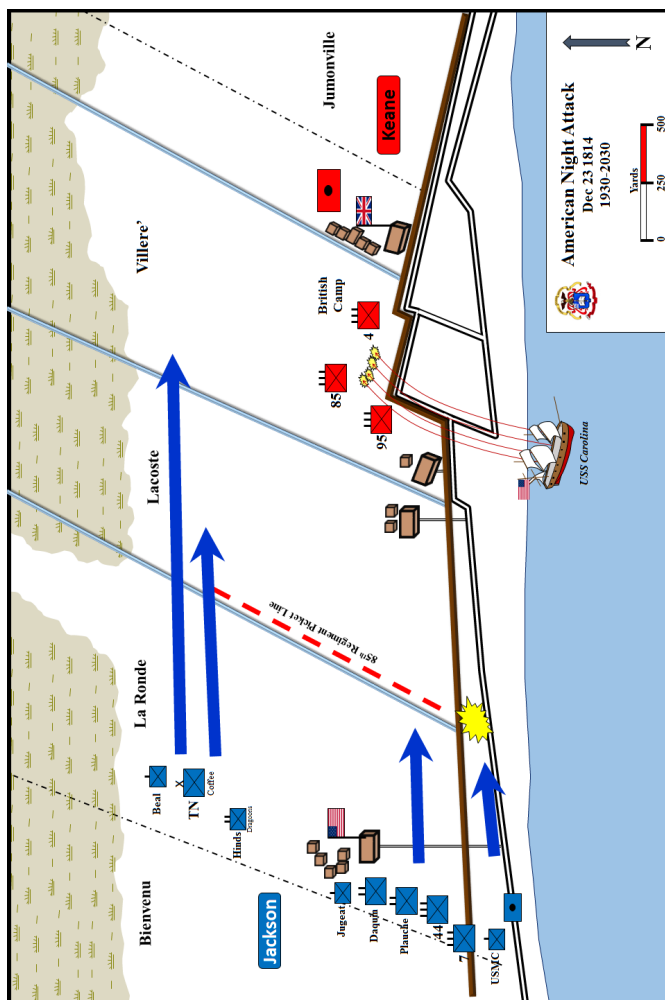 American Night Attack
Dec 23 1814
1930-2030
Yards
0
250
500
N
Bienvenu
La Ronde
Lacoste
Villere'
Jumonville
Beal
TN
Coffee
Hinds
Dragoons
Jackson
Jugeat
Daquin
Plauche
44
7
USMC
85th Regiment Picket Line
85
95
4
British
Camp
Keane
USS Carolina